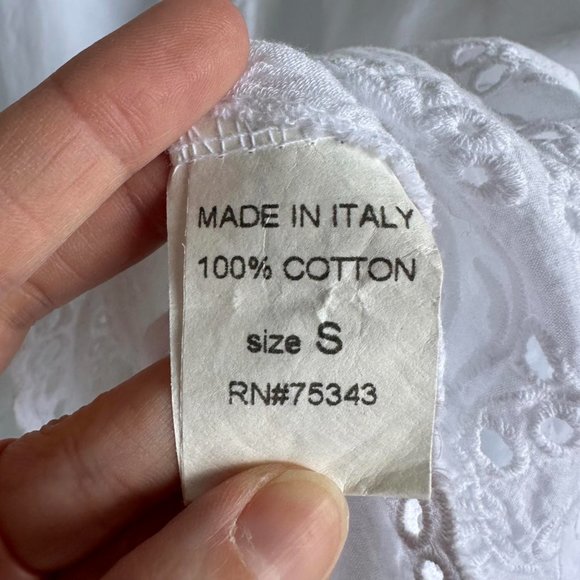 MADE IN ITALY
100% COTTON
size S
RN#75343